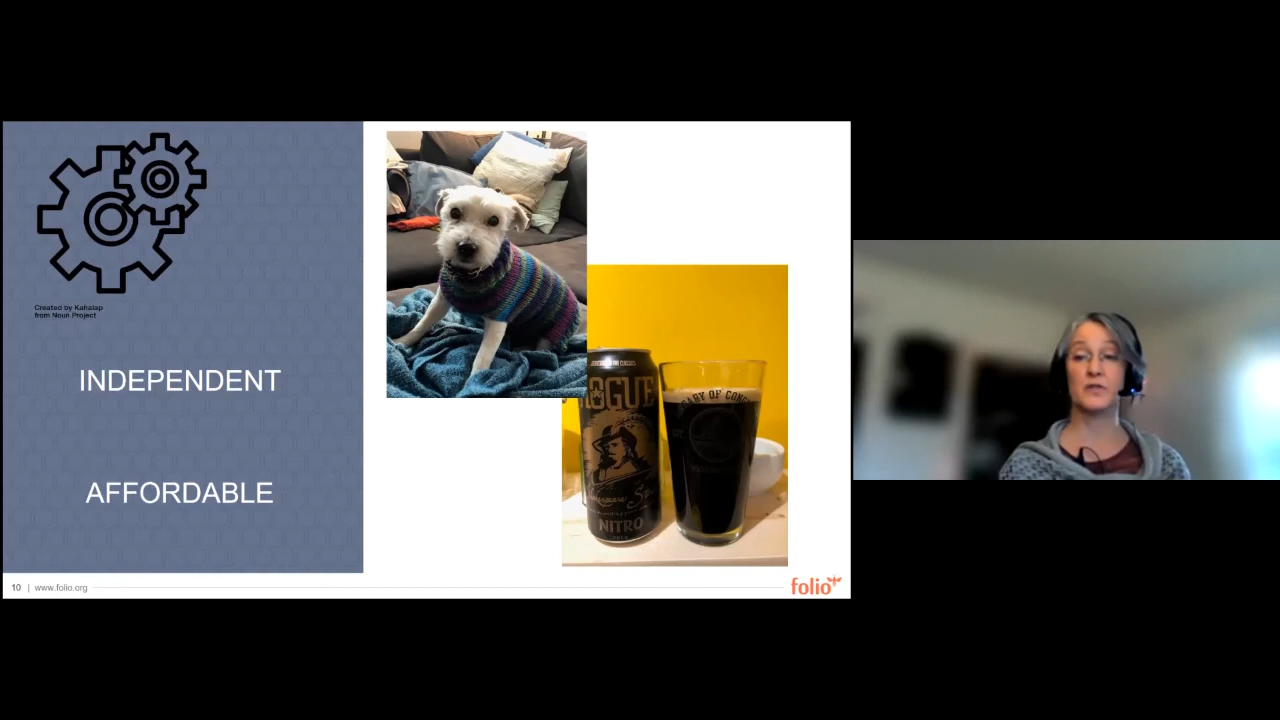 Created by Kahalap
from Noun Project
INDEPENDENT
AFFORDABLE
ROGUE
NITRO
10 | www.folio.org
folio